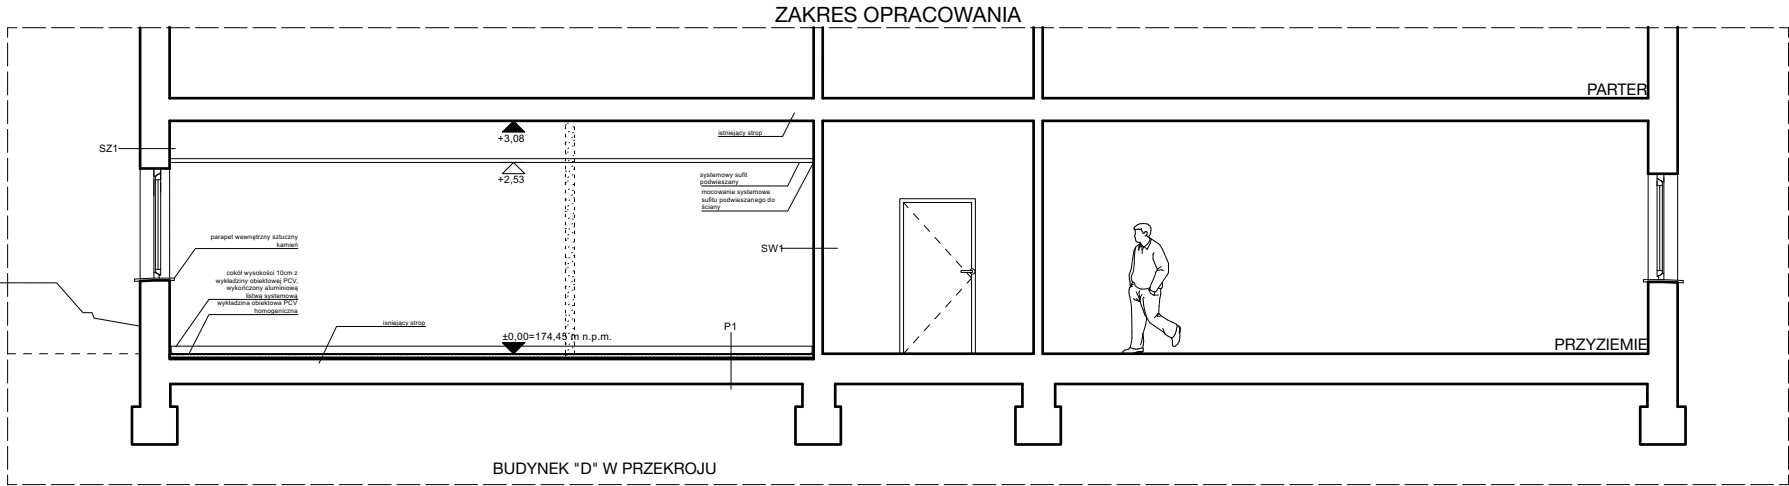 ZAKRES OPRACOWANIA
PARTER
istniejący strop
+3,08
SZ1
systemowy sufit
podwieszany
+2,53
mocowanie systemowe
sufitu podwieszanego do
ściany
parapet wewnętrzny sztuczny
kamień
SW1
cokół wysokości 10cm z
wykładziny obiektowej PCV,
wykończony aluminiową
listwą systemową
wykładzina obiektowa PCV
homogeniczna
isniejący strop
P1
±0,00=174,45 m n.p.m.
PRZYZIEMIE
BUDYNEK "D" W PRZEKROJU